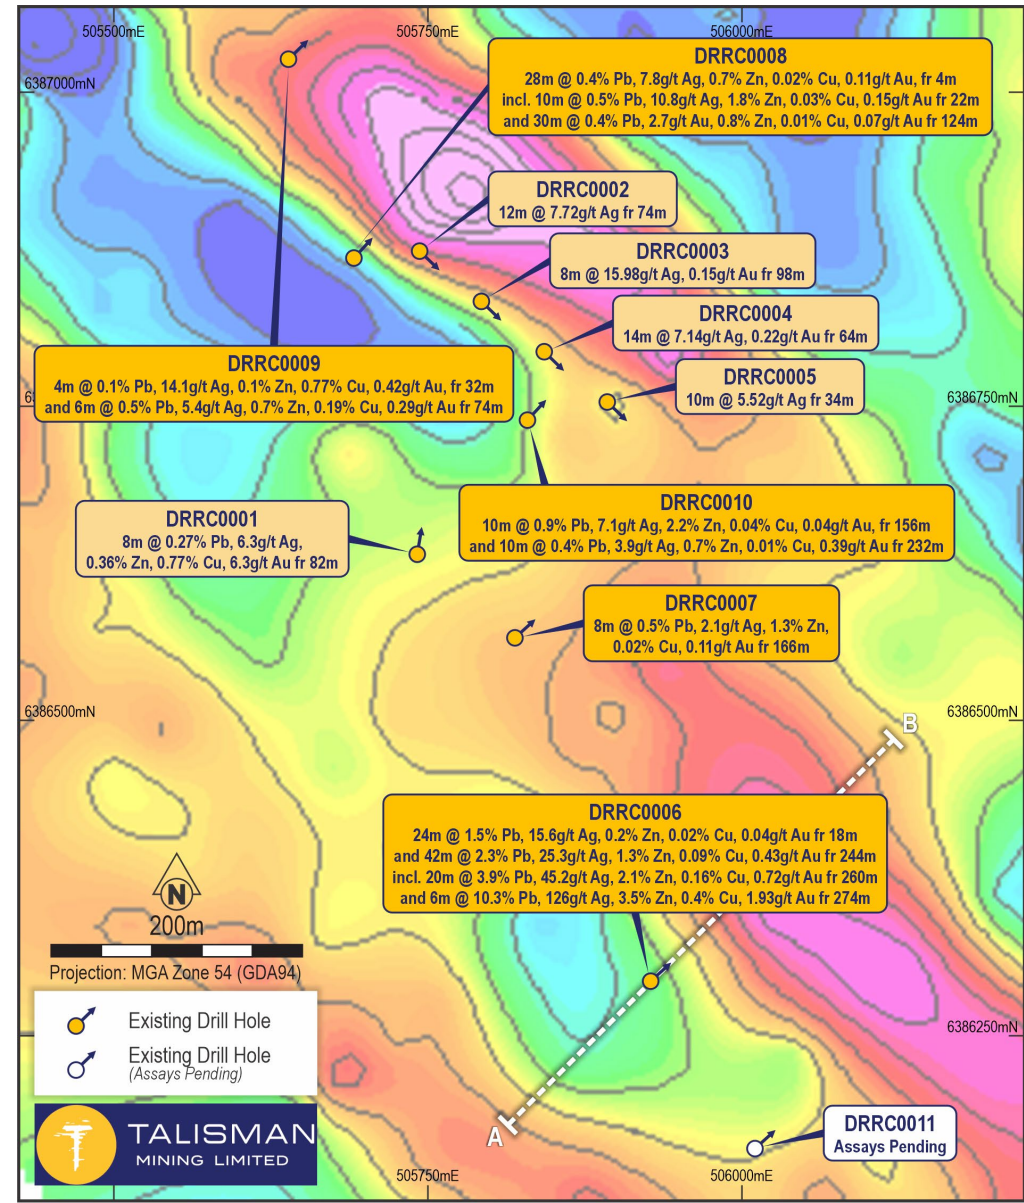 505500mE
505750mE
506000mE
6387000mN
6387000mN
DRRC0008
28m @ 0.4% Pb, 7.8g/t Ag, 0.7% Zn, 0.02% Cu, 0.11g/t Au, fr 4m
incl. 10m @ 0.5% Pb, 10.8g/t Ag, 1.8% Zn, 0.03% Cu, 0.15g/t Au fr 22m
and 30m @ 0.4% Pb, 2.7g/t Au, 0.8% Zn, 0.01% Cu, 0.07g/t Au fr 124m
DRRC0002
12m @ 7.72g/t Ag fr 74m
DRRC0003
8m @ 15.98g/t Ag, 0.15g/t Au fr 98m
DRRC0004
14m @ 7.14g/t Ag, 0.22g/t Au fr 64m
DRRC0009
4m @ 0.1% Pb, 14.1g/t Ag, 0.1% Zn, 0.77% Cu, 0.42g/t Au, fr 32m
and 6m @ 0.5% Pb, 5.4g/t Ag, 0.7% Zn, 0.19% Cu, 0.29g/t Au fr 74m
DRRC0005
10m @ 5.52g/t Ag fr 34m
6386750mN
DRRC0010
10m @ 0.9% Pb, 7.1g/t Ag, 2.2% Zn, 0.04% Cu, 0.04g/t Au, fr 156m
and 10m @ 0.4% Pb, 3.9g/t Ag, 0.7% Zn, 0.01% Cu, 0.39g/t Au fr 232m
DRRC0001
8m @ 0.27% Pb, 6.3g/t Ag,
0.36% Zn, 0.77% Cu, 6.3g/t Au fr 82m
DRRC0007
8m @ 0.5% Pb, 2.1g/t Ag, 1.3% Zn,
0.02% Cu, 0.11g/t Au fr 166m
6386500mN
6386500mN
B
DRRC0006
24m @ 1.5% Pb, 15.6g/t Ag, 0.2% Zn, 0.02% Cu, 0.04g/t Au fr 18m
and 42m @ 2.3% Pb, 25.3g/t Ag, 1.3% Zn, 0.09% Cu, 0.43g/t Au fr 244m
incl. 20m @ 3.9% Pb, 45.2g/t Ag, 2.1% Zn, 0.16% Cu, 0.72g/t Au fr 260m
and 6m @ 10.3% Pb, 126g/t Ag, 3.5% Zn, 0.4% Cu, 1.93g/t Au fr 274m
N
200m
Projection: MGA Zone 54 (GDA94)
Existing Drill Hole
Existing Drill Hole
(Assays Pending)
6386250mN
A
DRRC0011
Assays Pending
TALISMAN
MINING LIMITED
505750mE
506000mE